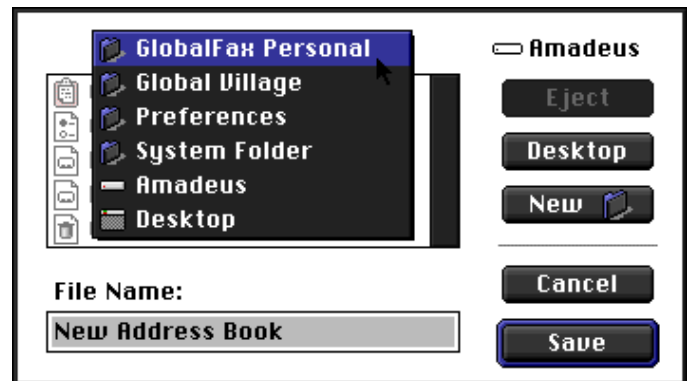 GlobalFax Personal
Global Village
Preferences
System Folder
Amadeus
Desktop
Amadeus
Eject
Desktop
New
File Name:
New Address Book
Cancel
Save